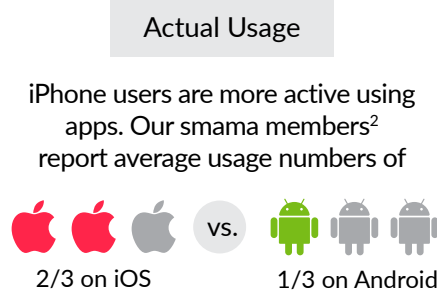 Actual Usage
iPhone users are more active using
apps. Our smama members²
report average usage numbers of
vs.
2/3 on iOS
1/3 on Android